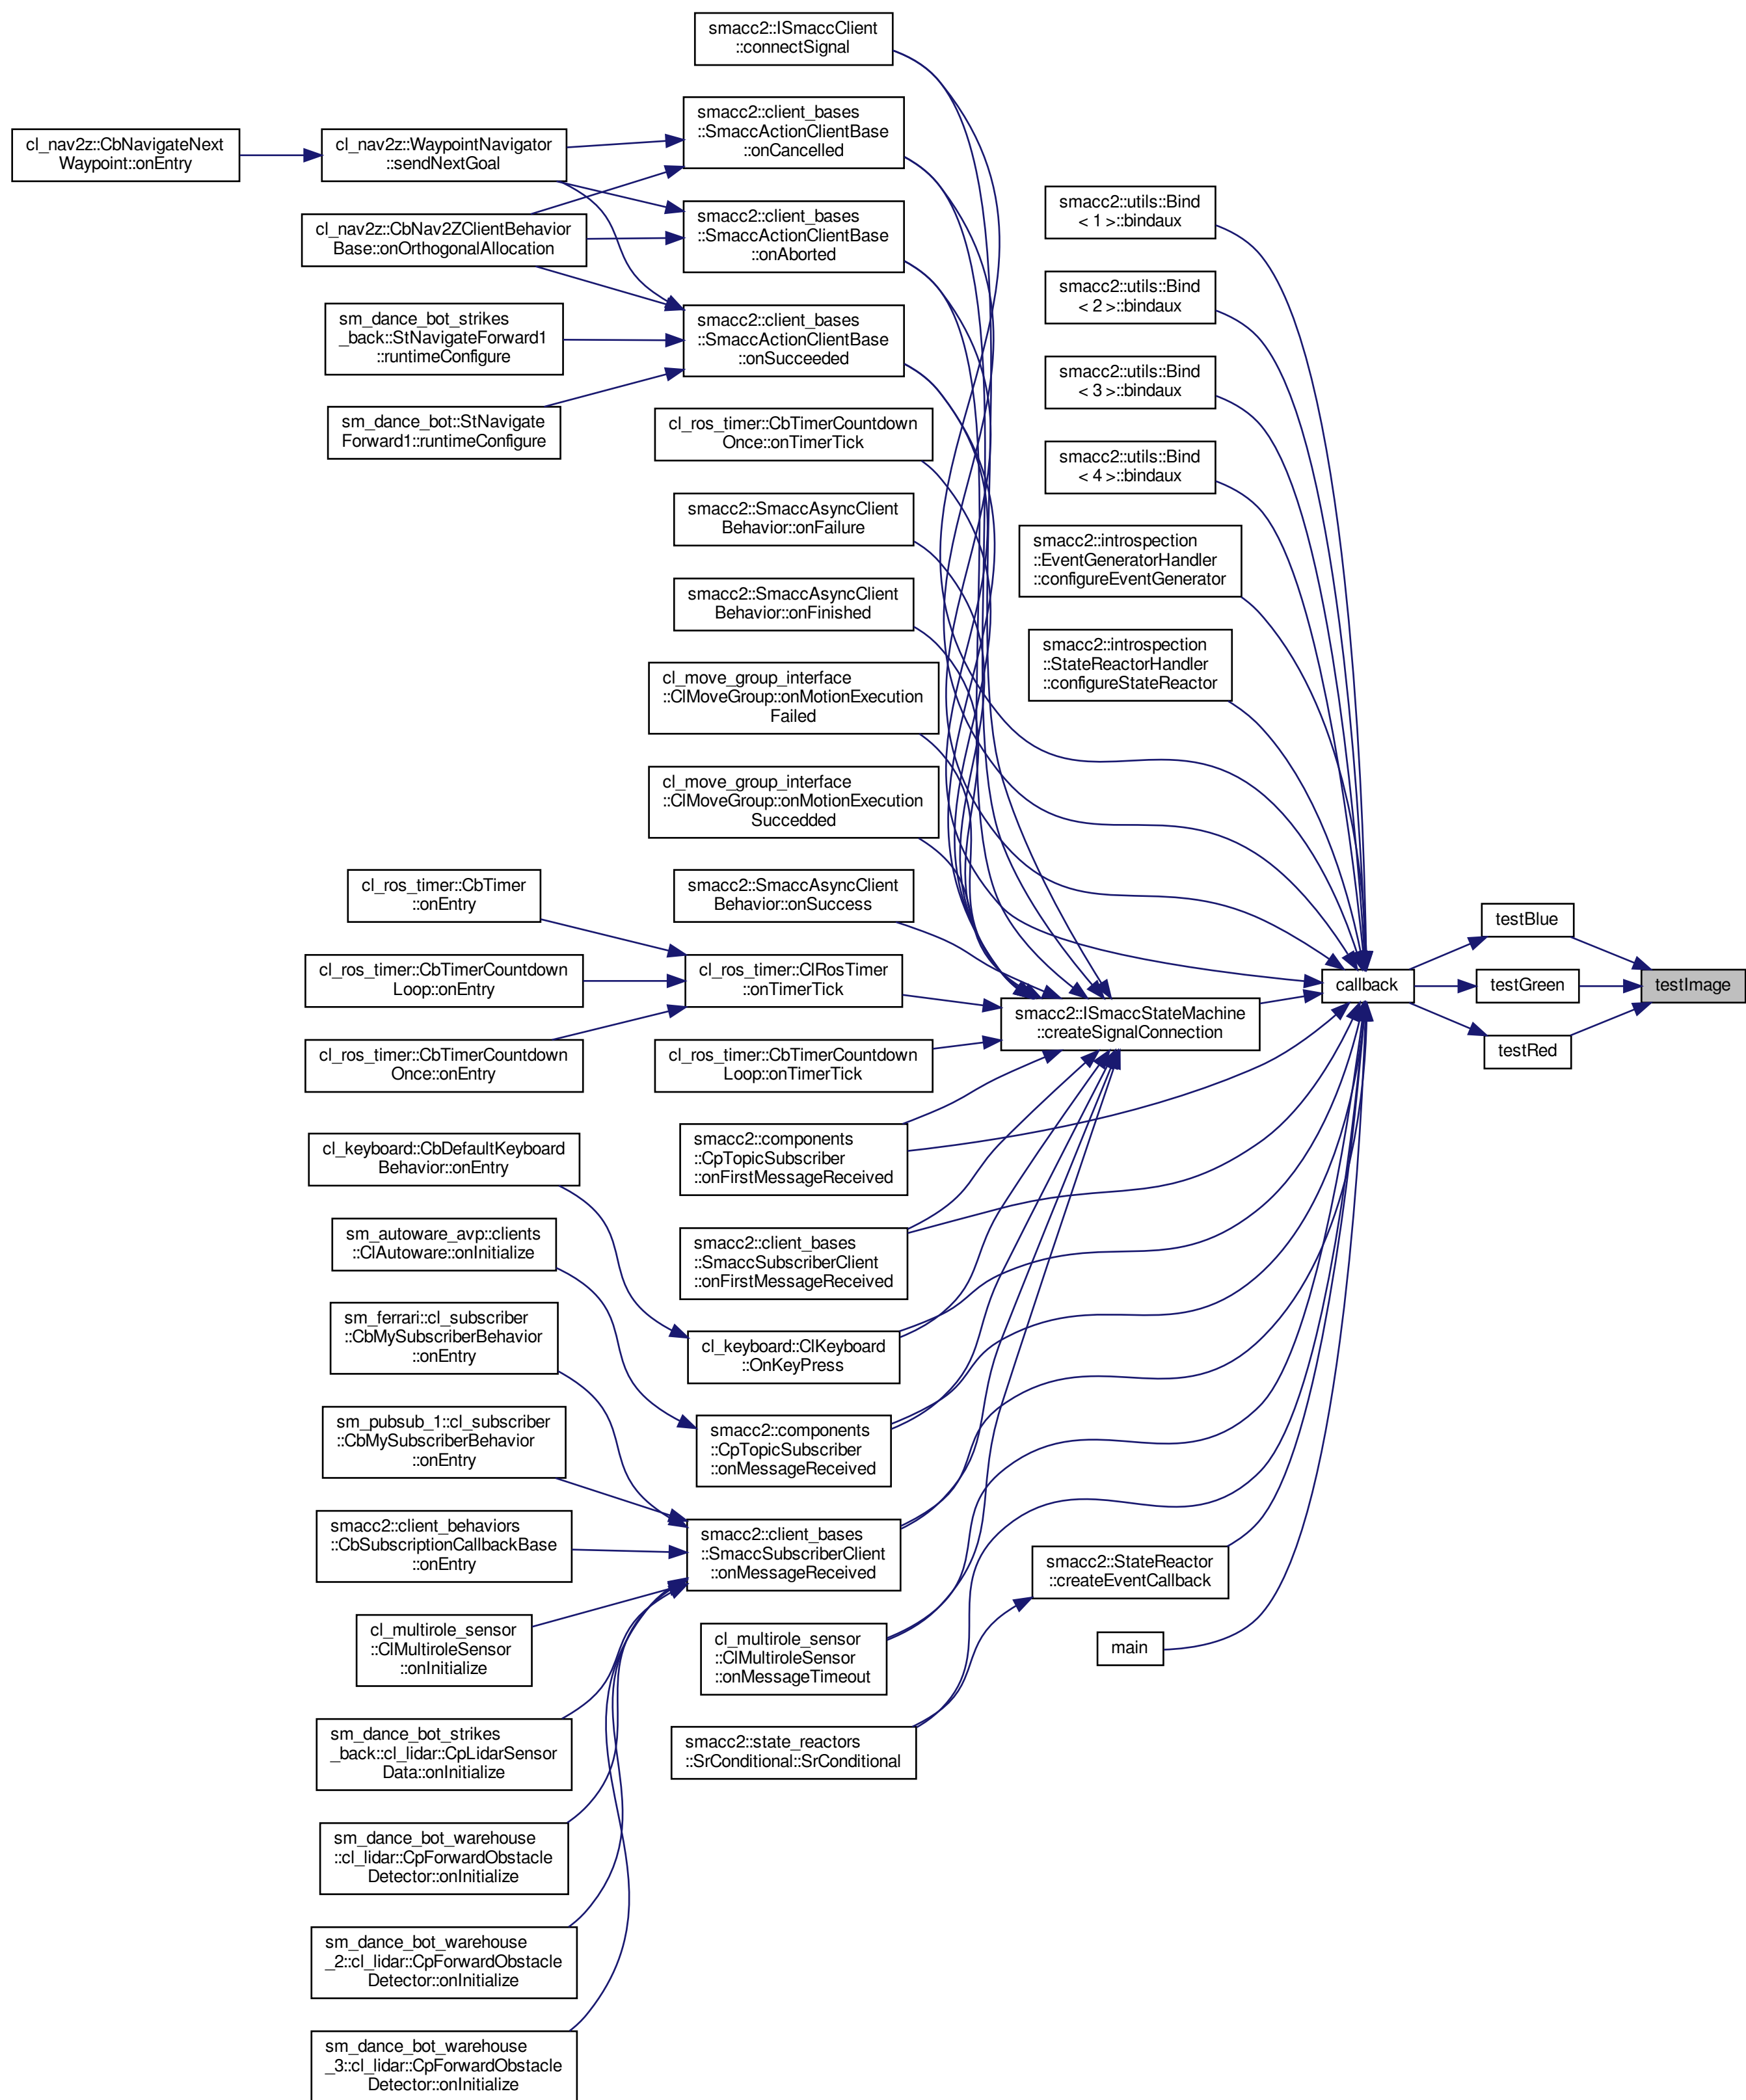 smacc2::ISmaccClient
::connectSignal
smacc2::client_bases
::SmaccActionClientBase
::onCancelled
cl_nav2z::CbNavigateNext
Waypoint::onEntry
cl_nav2z::WaypointNavigator
::sendNextGoal
smacc2::utils::Bind
< 1 >::bindaux
smacc2::client_bases
::SmaccActionClientBase
::onAborted
cl_nav2z::CbNav2ZClientBehavior
Base::onOrthogonalAllocation
smacc2::utils::Bind
< 2 >::bindaux
sm_dance_bot_strikes
_back::StNavigateForward1
::runtimeConfigure
smacc2::client_bases
::SmaccActionClientBase
::onSucceeded
smacc2::utils::Bind
< 3 >::bindaux
sm_dance_bot::StNavigate
Forward1::runtimeConfigure
cl_ros_timer::CbTimerCountdown
Once::onTimerTick
smacc2::utils::Bind
< 4 >::bindaux
smacc2::SmaccAsyncClient
Behavior::onFailure
smacc2::introspection
::EventGeneratorHandler
::configureEventGenerator
smacc2::SmaccAsyncClient
Behavior::onFinished
smacc2::introspection
::StateReactorHandler
::configureStateReactor
cl_move_group_interface
::ClMoveGroup::onMotionExecution
Failed
cl_move_group_interface
::ClMoveGroup::onMotionExecution
Succedded
cl_ros_timer::CbTimer
::onEntry
smacc2::SmaccAsyncClient
Behavior::onSuccess
testBlue
cl_ros_timer::CbTimerCountdown
Loop::onEntry
cl_ros_timer::ClRosTimer
::onTimerTick
callback
testGreen
testImage
smacc2::ISmaccStateMachine
::createSignalConnection
testRed
cl_ros_timer::CbTimerCountdown
Once::onEntry
cl_ros_timer::CbTimerCountdown
Loop::onTimerTick
cl_keyboard::CbDefaultKeyboard
Behavior::onEntry
smacc2::components
::CpTopicSubscriber
::onFirstMessageReceived
sm_autoware_avp::clients
::ClAutoware::onInitialize
smacc2::client_bases
::SmaccSubscriberClient
::onFirstMessageReceived
sm_ferrari::cl_subscriber
::CbMySubscriberBehavior
::onEntry
cl_keyboard::ClKeyboard
::OnKeyPress
sm_pubsub_1::cl_subscriber
::CbMySubscriberBehavior
::onEntry
smacc2::components
::CpTopicSubscriber
::onMessageReceived
smacc2::client_behaviors
::CbSubscriptionCallbackBase
::onEntry
smacc2::client_bases
::SmaccSubscriberClient
::onMessageReceived
smacc2::StateReactor
::createEventCallback
cl_multirole_sensor
::ClMultiroleSensor
::onInitialize
cl_multirole_sensor
::ClMultiroleSensor
::onMessageTimeout
main
sm_dance_bot_strikes
_back::cl_lidar::CpLidarSensor
Data::onInitialize
smacc2::state_reactors
::SrConditional::SrConditional
sm_dance_bot_warehouse
::cl_lidar::CpForwardObstacle
Detector::onInitialize
sm_dance_bot_warehouse
_2::cl_lidar::CpForwardObstacle
Detector::onInitialize
sm_dance_bot_warehouse
_3::cl_lidar::CpForwardObstacle
Detector::onInitialize